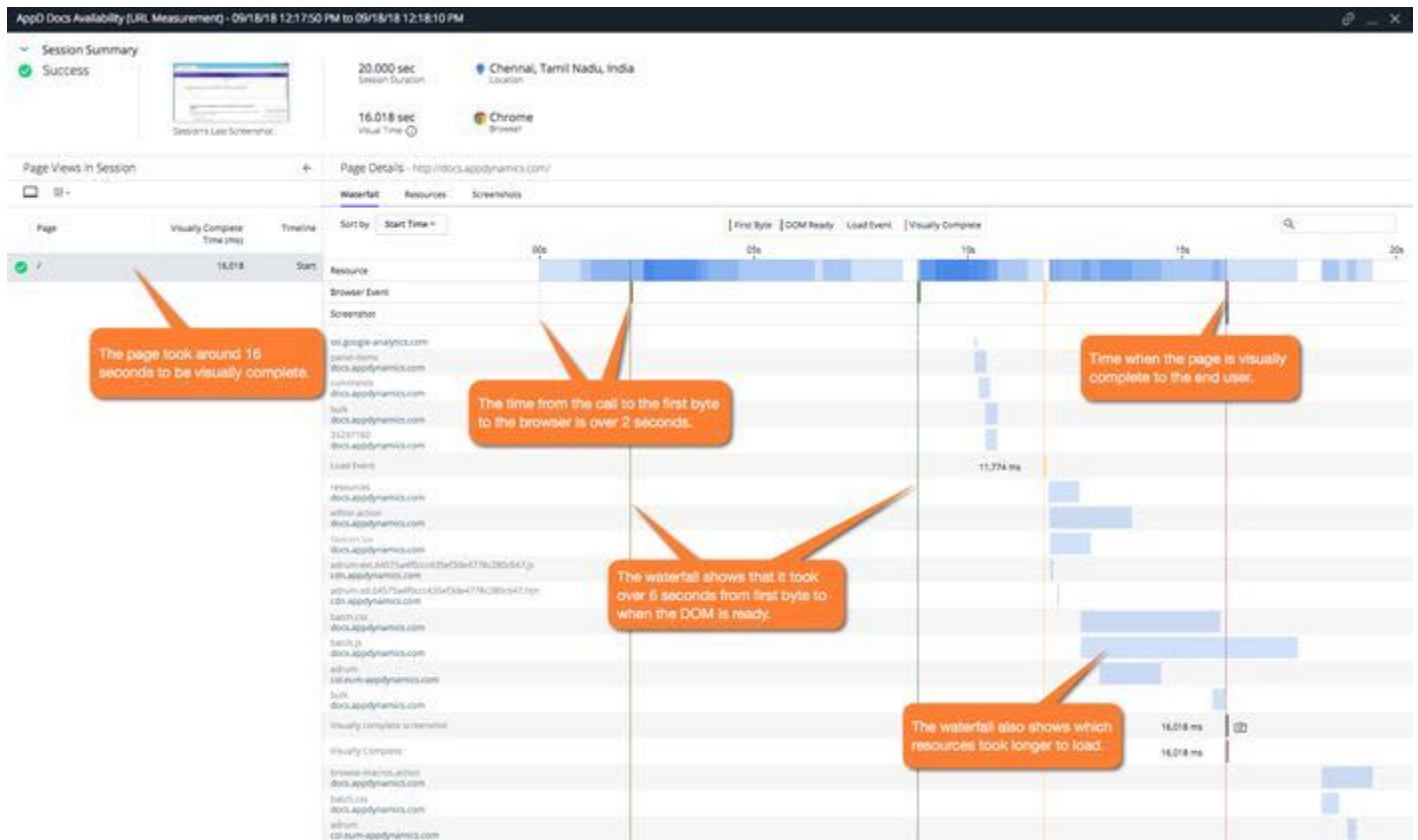 AppD Docs Availability (URL Measurement) - 09/18/18 12:17:50 PM to 09/18/18 12:18:10 PM
Session Summary
Success
Session's Last Screenshot
20.000 sec
Session Duration
16.018 sec
Visual Time
Chennai, Tamil Nadu, India
Location
Chrome
Browser
Page Views in Session
Page
Visually Complete
Time (ms)
Timeline
/
16,018
Start
Page Details - http://docs.appdynamics.com/
Waterfall
Resources
Screenshots
Sort by
Start Time
First Byte
DOM Ready
Load Event
Visually Complete
00s
05s
10s
15s
20s
Resource
Browser Event
Screenshot
The page took around 16
seconds to be visually complete.
The time from the call to the first byte
to the browser is over 2 seconds.
Time when the page is visually
complete to the end user.
ssl.google-analytics.com
panel-items
docs.appdynamics.com
comments
docs.appdynamics.com
bulk
docs.appdynamics.com
docs.appdynamics.com
Load Event
11,774 ms
resources
docs.appdynamics.com
editor.action
docs.appdynamics.com
favicon.ico
docs.appdynamics.com
cdn.appdynamics.com
cdn.appdynamics.com
The waterfall shows that it took
over 6 seconds from first byte to
when the DOM is ready.
batch.css
docs.appdynamics.com
batch.js
docs.appdynamics.com
adrum
col.eum-appdynamics.com
bulk
docs.appdynamics.com
The waterfall also shows which
resources took longer to load.
Visually complete screenshot
16,018 ms
Visually Complete
16,018 ms
browse-macros.action
docs.appdynamics.com
batch.css
docs.appdynamics.com
adrum
col.eum-appdynamics.com